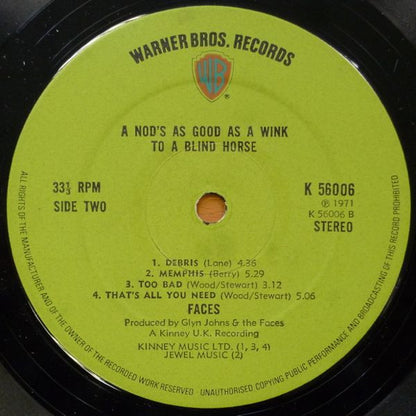 WARNER BROS. RECORDS
WB
®
A NOD'S AS GOOD AS A WINK
TO A BLIND HORSE
33⅓ RPM
SIDE TWO
K 56006
℗ 1971
K 56006 B
STEREO
1. DEBRIS (Lane) 4.36
2. MEMPHIS (Berry) 5.29
3. TOO BAD (Wood/Stewart) 3.12
4. THAT'S ALL YOU NEED (Wood/Stewart) 5.06
FACES
Produced by Glyn Johns & the Faces
A Kinney U.K. Recording
KINNEY MUSIC LTD. (1, 3, 4)
JEWEL MUSIC (2)
ALL RIGHTS OF THE MANUFACTURER AND OF THE OWNER OF THE RECORDED WORK RESERVED · UNAUTHORISED COPYING PUBLIC PERFORMANCE AND BROADCASTING OF THIS RECORD PROHIBITED